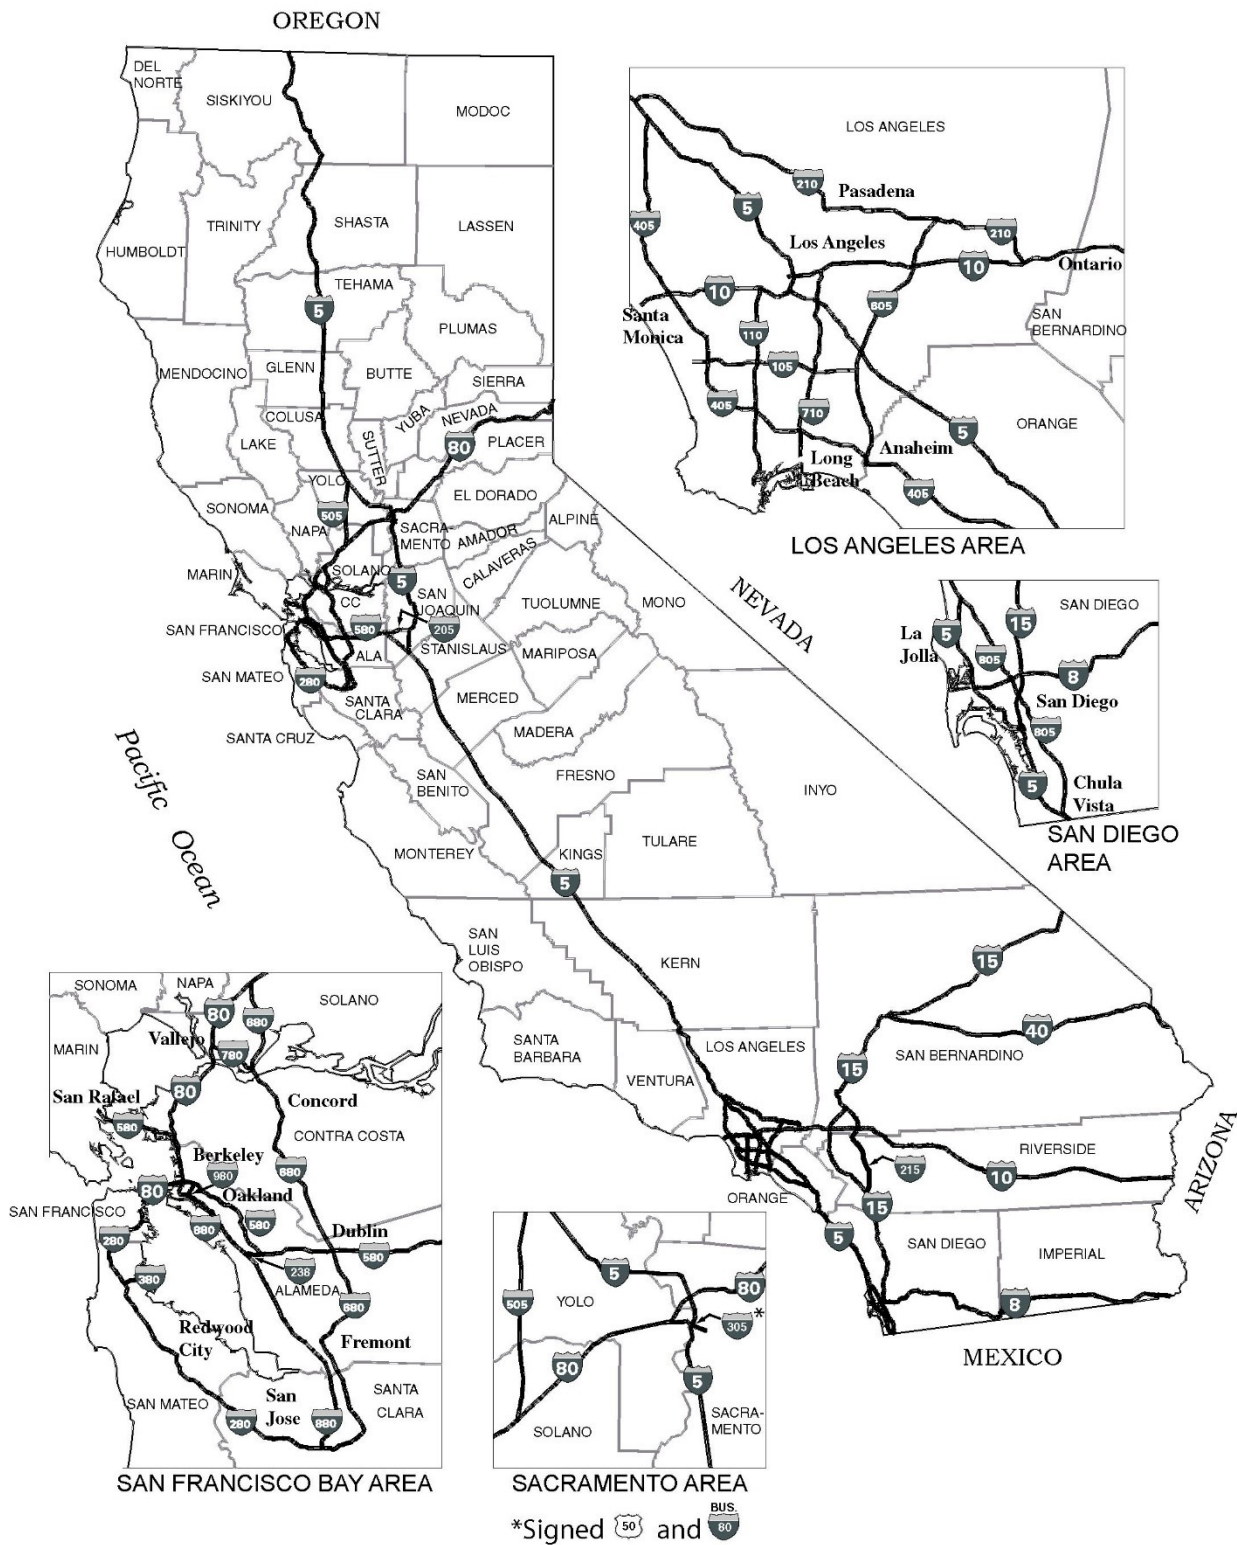 OREGON
DEL
NORTE
SISKIYOU
MODOC
HUMBOLDT
TRINITY
SHASTA
LASSEN
TEHAMA
5
PLUMAS
MENDOCINO
GLENN
BUTTE
SIERRA
COLUSA
YUBA
NEVADA
LAKE
SUTTER
80
PLACER
YOLO
EL DORADO
SONOMA
505
NAPA
SACRA-
MENTO
AMADOR
ALPINE
MARIN
SOLANO
5
CALAVERAS
CC
SAN
JOAQUIN
TUOLUMNE
MONO
SAN FRANCISCO
580
205
STANISLAUS
ALA
MARIPOSA
SAN MATEO
280
SANTA
CLARA
MERCED
SANTA CRUZ
MADERA
SAN
BENITO
FRESNO
INYO
MONTEREY
KINGS
TULARE
5
NEVADA
Pacific Ocean
SAN
LUIS
OBISPO
KERN
15
SANTA
BARBARA
VENTURA
LOS ANGELES
SAN BERNARDINO
40
15
ARIZONA
RIVERSIDE
215
10
ORANGE
15
5
SAN DIEGO
IMPERIAL
8
MEXICO
LOS ANGELES
210
Pasadena
5
405
Los Angeles
210
10
Ontario
10
Santa
Monica
605
SAN
BERNARDINO
110
105
405
710
ORANGE
5
Anaheim
Long
Beach
405
LOS ANGELES AREA
SAN DIEGO
15
5
La
Jolla
805
8
San Diego
805
5
Chula
Vista
SAN DIEGO
AREA
SONOMA
NAPA
SOLANO
80
680
MARIN
Vallejo
780
80
San Rafael
Concord
580
CONTRA COSTA
Berkeley
980
680
80
Oakland
SAN FRANCISCO
880
580
Dublin
280
580
238
380
ALAMEDA
680
Redwood
City
Fremont
SAN MATEO
San
Jose
SANTA
CLARA
280
880
SAN FRANCISCO BAY AREA
5
80
505
YOLO
305
*
80
5
SOLANO
SACRA-
MENTO
SACRAMENTO AREA
*Signed 50 and BUS. 80